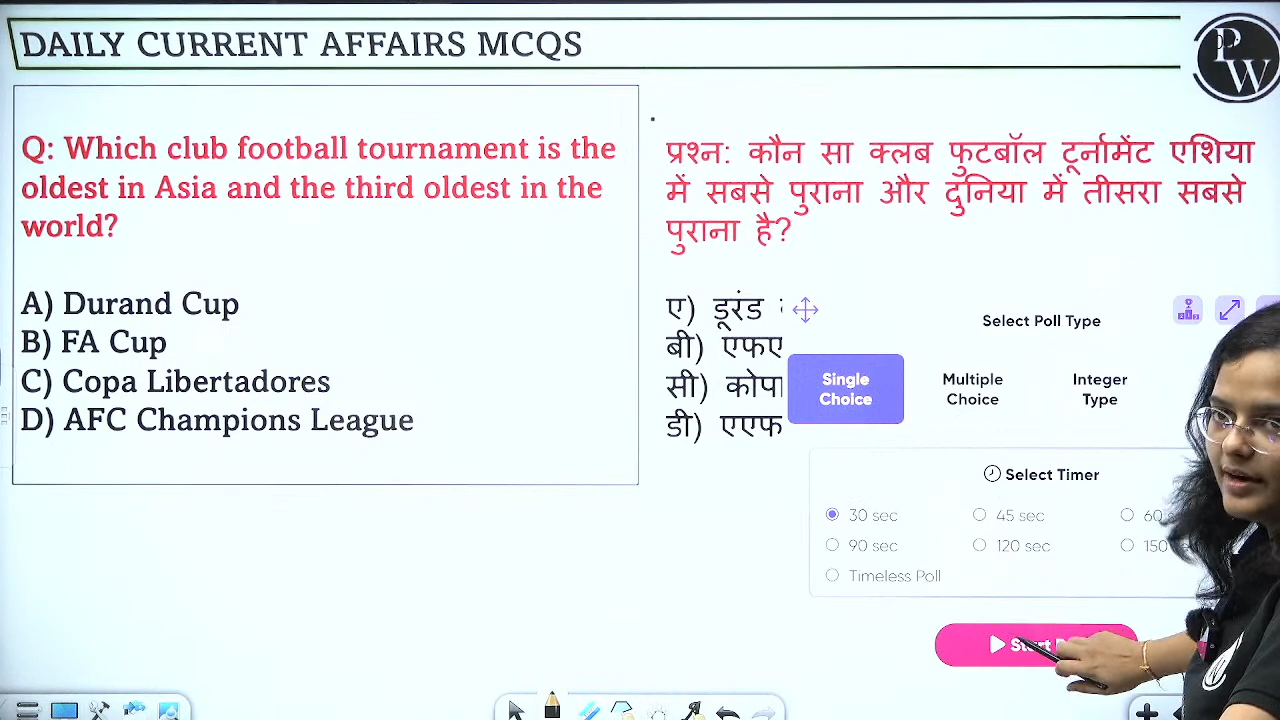 DAILY CURRENT AFFAIRS MCQS
PW
Q: Which club football tournament is the
oldest in Asia and the third oldest in the
world?
A) Durand Cup
B) FA Cup
C) Copa Libertadores
D) AFC Champions League
प्रश्न: कौन सा क्लब फुटबॉल टूर्नामेंट एशिया
में सबसे पुराना और दुनिया में तीसरा सबसे
पुराना है?
ए) डूरंड
बी) एफए
सी) कोपा
डी) एएफ
Select Poll Type
Single
Choice
Multiple
Choice
Integer
Type
Select Timer
30 sec
45 sec
60
90 sec
120 sec
150
Timeless Poll
Start